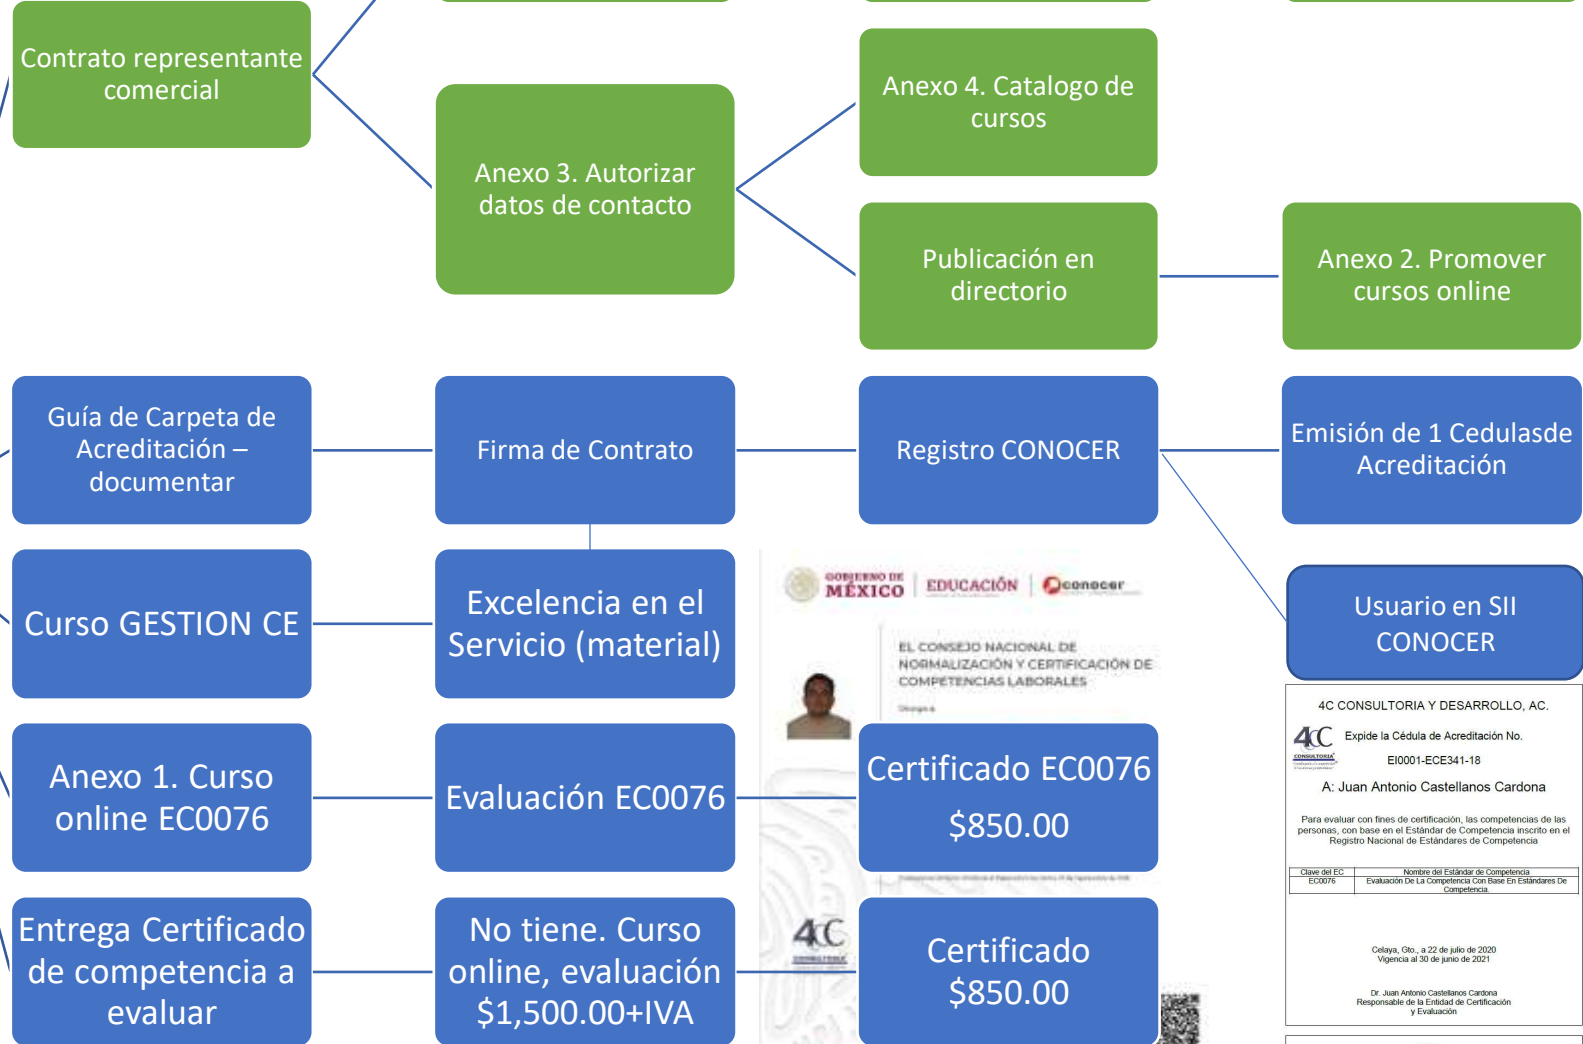 Contrato representante
comercial
Anexo 4. Catalogo de
cursos
Anexo 3. Autorizar
datos de contacto
Publicación en
directorio
Anexo 2. Promover
cursos online
Guía de Carpeta de
Acreditación –
documentar
Firma de Contrato
Registro CONOCER
Emisión de 1 Cedulasde
Acreditación
Curso GESTION CE
Excelencia en el
Servicio (material)
GOBIERNO DE
MÉXICO
EDUCACIÓN
conocer
EL CONSEJO NACIONAL DE
NORMALIZACIÓN Y CERTIFICACIÓN DE
COMPETENCIAS LABORALES
Usuario en SII
CONOCER
Anexo 1. Curso
online EC0076
Evaluación EC0076
Certificado EC0076
$850.00
Entrega Certificado
de competencia a
evaluar
No tiene. Curso
online, evaluación
$1,500.00+IVA
4C
CONSULTORIA
Certificado
$850.00
4C CONSULTORIA Y DESARROLLO, AC.
4C
CONSULTORIA
Expide la Cédula de Acreditación No.
EI0001-ECE341-18
A: Juan Antonio Castellanos Cardona
Para evaluar con fines de certificación, las competencias de las
personas, con base en el Estándar de Competencia inscrito en el
Registro Nacional de Estándares de Competencia
Clave del EC Nombre del Estándar de Competencia
EC0076 Evaluación De La Competencia Con Base En Estándares De
Competencia.
Celaya, Gto., a 22 de julio de 2020
Vigencia al 30 de junio de 2021
Dr. Juan Antonio Castellanos Cardona
Responsable de la Entidad de Certificación
y Evaluación